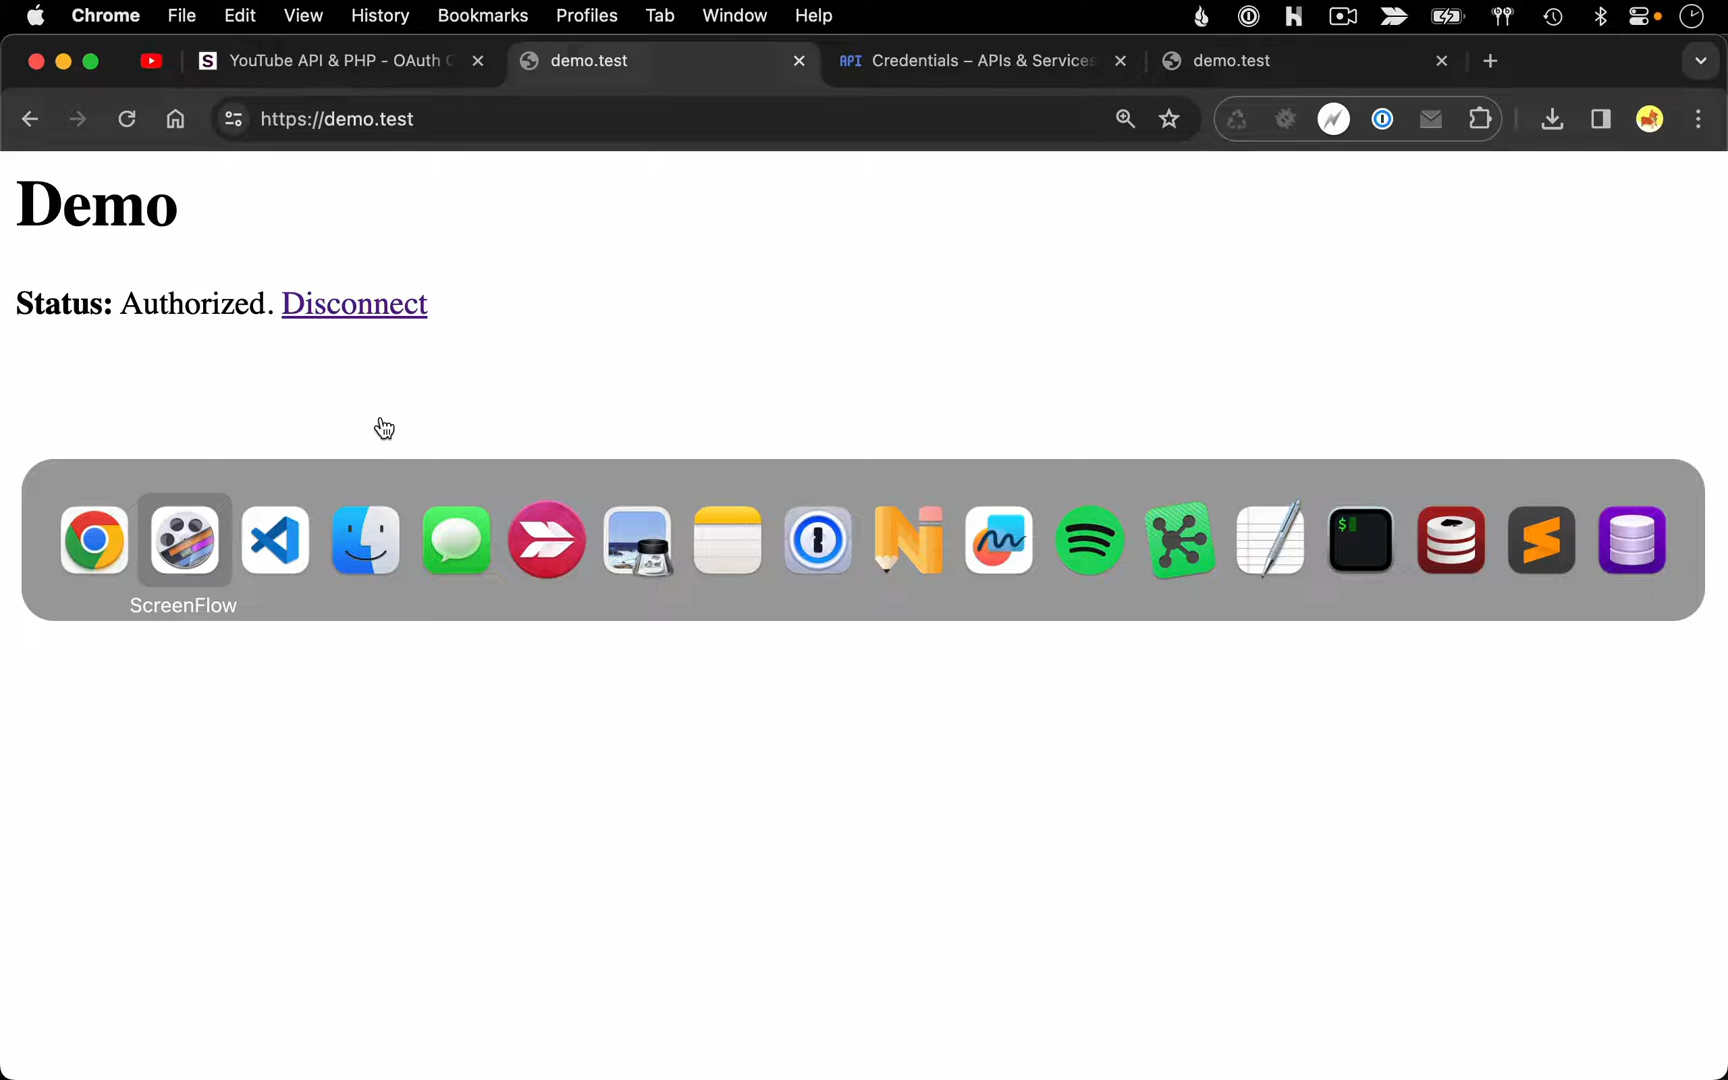 Chrome File Edit View History Bookmarks Profiles Tab Window Help
YouTube API & PHP - OAuth C
demo.test
API Credentials – APIs & Services
demo.test
https://demo.test
Demo
Status: Authorized. Disconnect
$
ScreenFlow